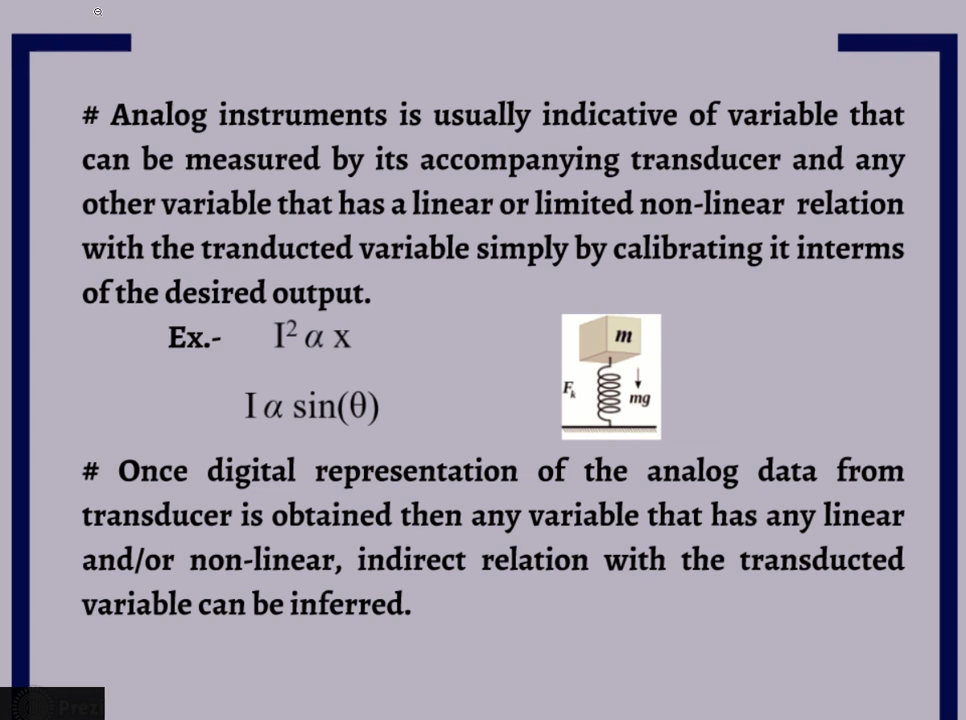 # Analog instruments is usually indicative of variable that
can be measured by its accompanying transducer and any
other variable that has a linear or limited non-linear relation
with the tranducted variable simply by calibrating it interms
of the desired output.
Ex.- I² α x
m
F_k
mg
I α sin(θ)
# Once digital representation of the analog data from
transducer is obtained then any variable that has any linear
and/or non-linear, indirect relation with the transducted
variable can be inferred.